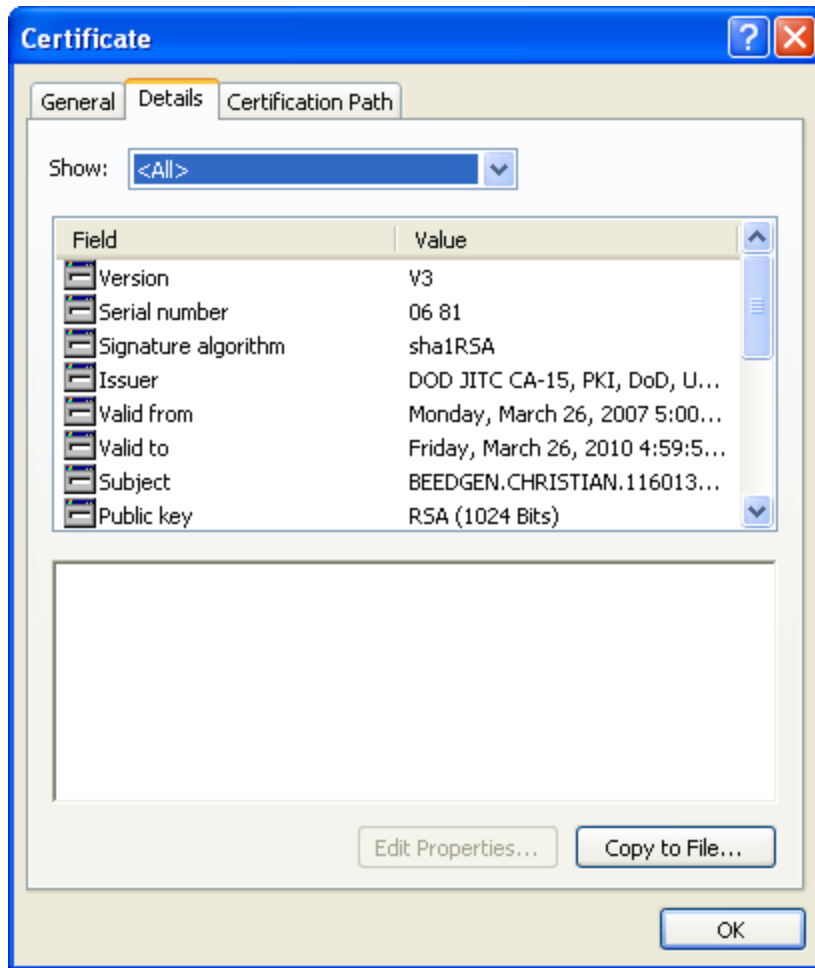 Certificate
General Details Certification Path
Show: <All>
Field Value
Version V3
Serial number 06 81
Signature algorithm sha1RSA
Issuer DOD JITC CA-15, PKI, DoD, U...
Valid from Monday, March 26, 2007 5:00...
Valid to Friday, March 26, 2010 4:59:5...
Subject BEEDGEN.CHRISTIAN.116013...
Public key RSA (1024 Bits)
Edit Properties... Copy to File...
OK